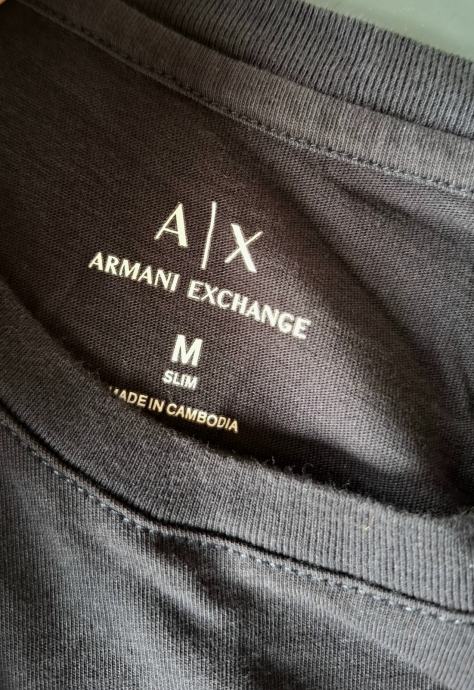 A|X
ARMANI EXCHANGE
M
SLIM
MADE IN CAMBODIA